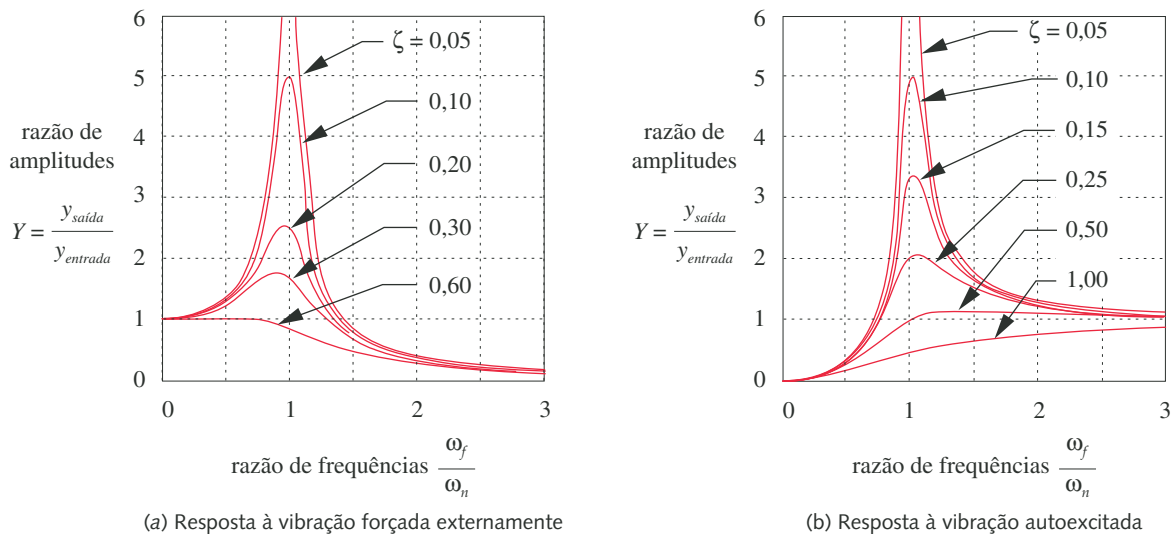 6
5
4
3
2
1
0
razão de
amplitudes
Y = y_saída / y_entrada
ζ = 0,05
0,10
0,20
0,30
0,60
0 1 2 3
razão de frequências ω_f / ω_n
(a) Resposta à vibração forçada externamente
6
5
4
3
2
1
0
razão de
amplitudes
Y = y_saída / y_entrada
ζ = 0,05
0,10
0,15
0,25
0,50
1,00
0 1 2 3
razão de frequências ω_f / ω_n
(b) Resposta à vibração autoexcitada